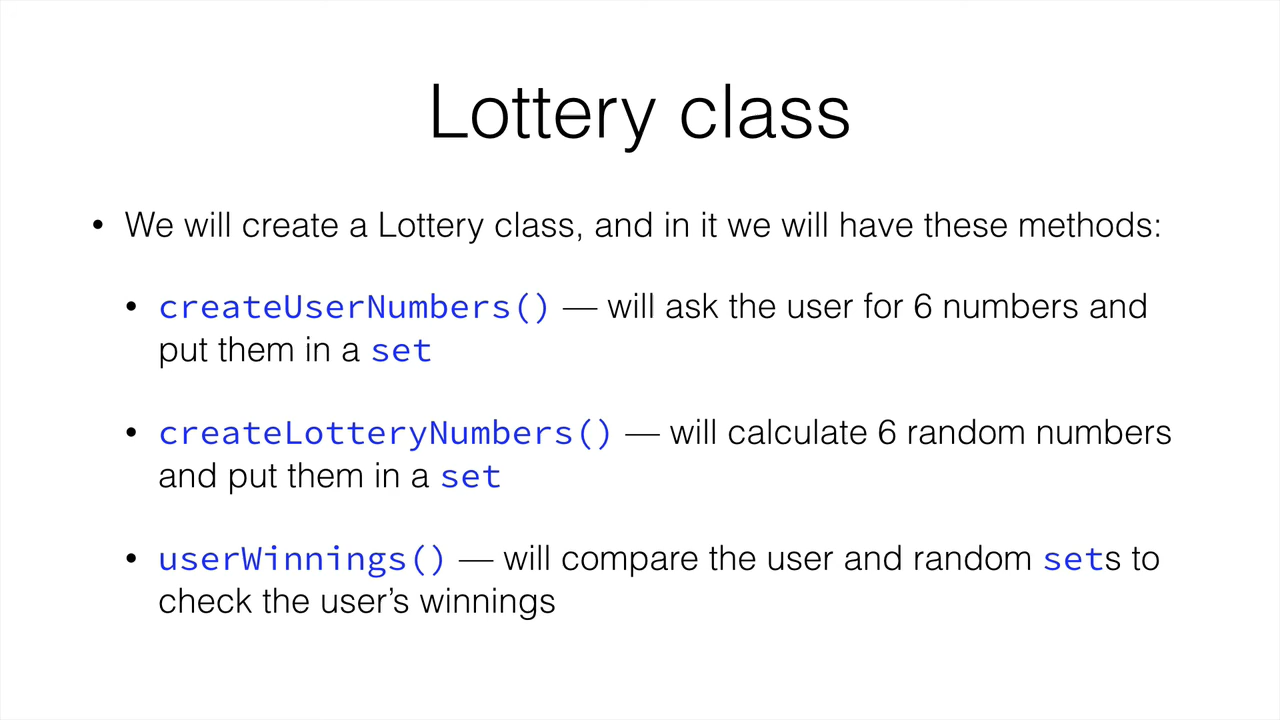 Lottery class
• We will create a Lottery class, and in it we will have these methods:
• createUserNumbers() — will ask the user for 6 numbers and
put them in a set
• createLotteryNumbers() — will calculate 6 random numbers
and put them in a set
• userWinnings() — will compare the user and random sets to
check the user’s winnings